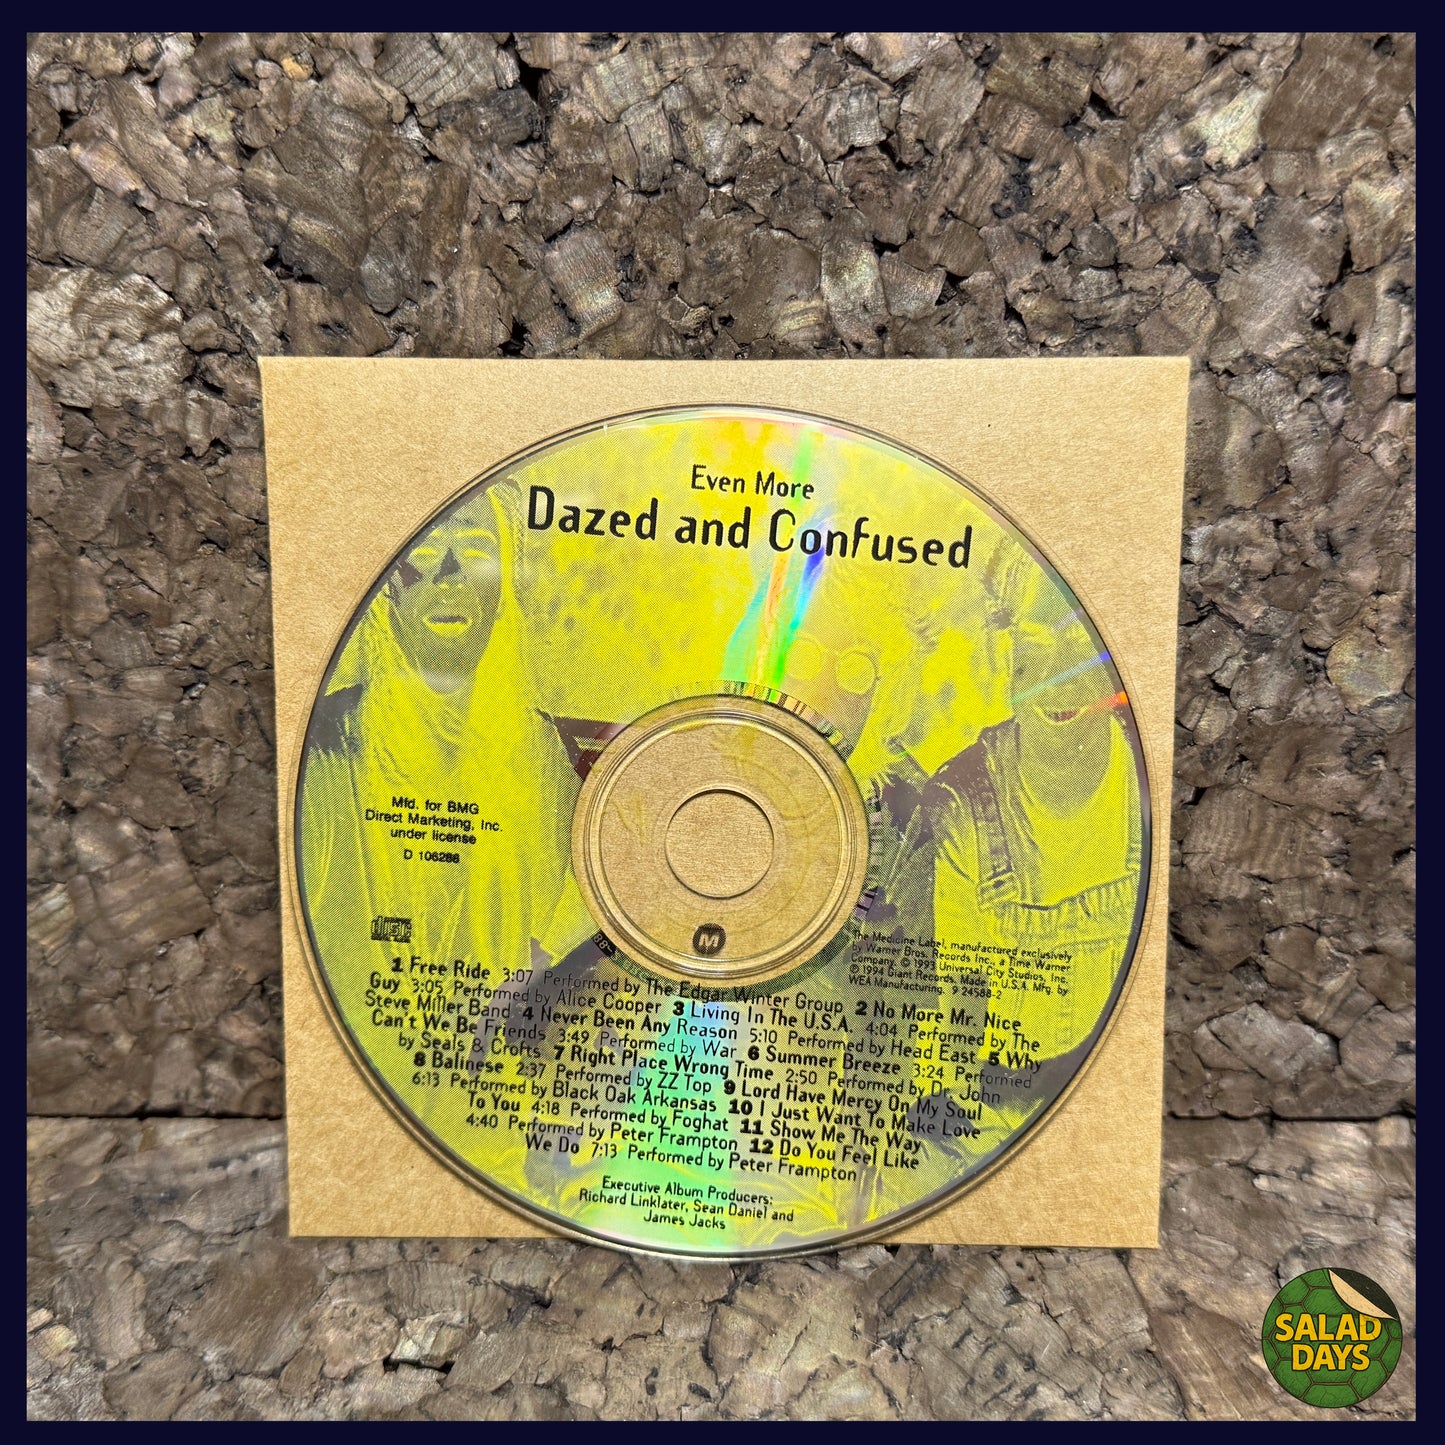 Even More
Dazed and Confused
Mfd. for BMG
Direct Marketing, Inc.
under license
D 106286
disc
M
The Medicine Label, manufactured exclusively
by Warner Bros. Records Inc., a Time Warner
Company. © 1993 Universal City Studios, Inc.
℗ 1994 Giant Records. Made in U.S.A. Mfg. by
WEA Manufacturing. 9 24588-2
1 Free Ride 3:07 Performed by The Edgar Winter Group 2 No More Mr. Nice
Guy 3:05 Performed by Alice Cooper 3 Living In The U.S.A. 4:04 Performed by The
Steve Miller Band 4 Never Been Any Reason 5:10 Performed by Head East 5 Why
Can't We Be Friends 3:49 Performed by War 6 Summer Breeze 3:24 Performed
by Seals & Crofts 7 Right Place Wrong Time 2:50 Performed by Dr. John
8 Balinese 2:37 Performed by ZZ Top 9 Lord Have Mercy On My Soul
6:13 Performed by Black Oak Arkansas 10 I Just Want To Make Love
To You 4:18 Performed by Foghat 11 Show Me The Way
4:40 Performed by Peter Frampton 12 Do You Feel Like
We Do 7:13 Performed by Peter Frampton
Executive Album Producers:
Richard Linklater, Sean Daniel and
James Jacks
SALAD
DAYS